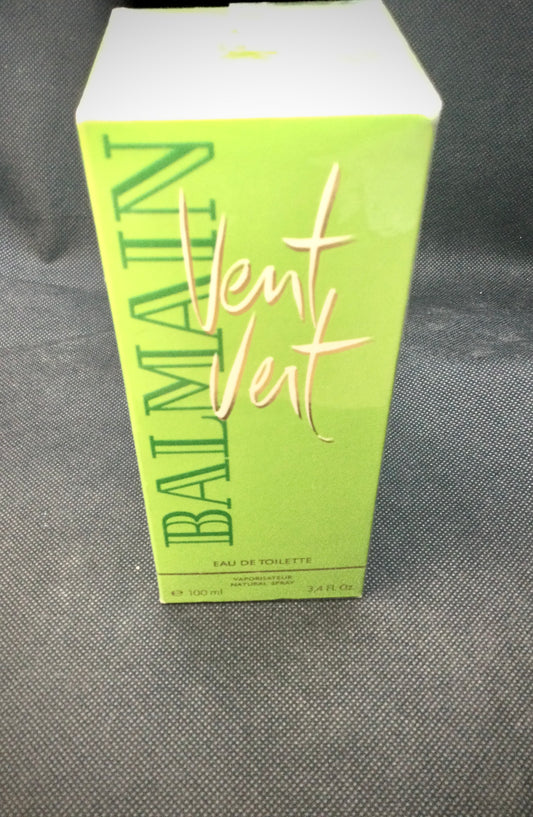 BALMAIN
Vent
Vert
EAU DE TOILETTE
VAPORISATEUR
NATURAL SPRAY
℮ 100 ml 3.4 Fl. Oz.